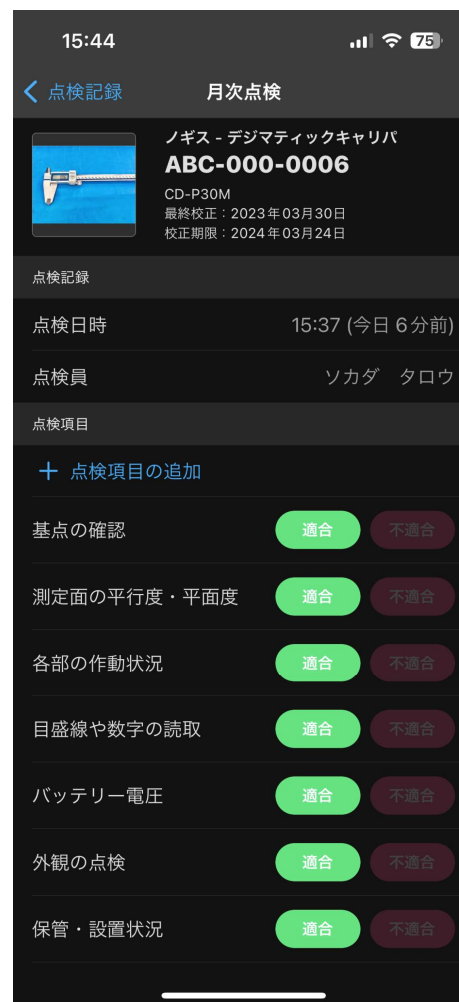 15:44
75
点検記録
月次点検
ノギス - デジマティックキャリパ
ABC-000-0006
CD-P30M
最終校正：2023年03月30日
校正期限：2024年03月24日
点検記録
点検日時 15:37 (今日 6分前)
点検員 ソカダ　タロウ
点検項目
＋ 点検項目の追加
基点の確認 適合 不適合
測定面の平行度・平面度 適合 不適合
各部の作動状況 適合 不適合
目盛線や数字の読取 適合 不適合
バッテリー電圧 適合 不適合
外観の点検 適合 不適合
保管・設置状況 適合 不適合